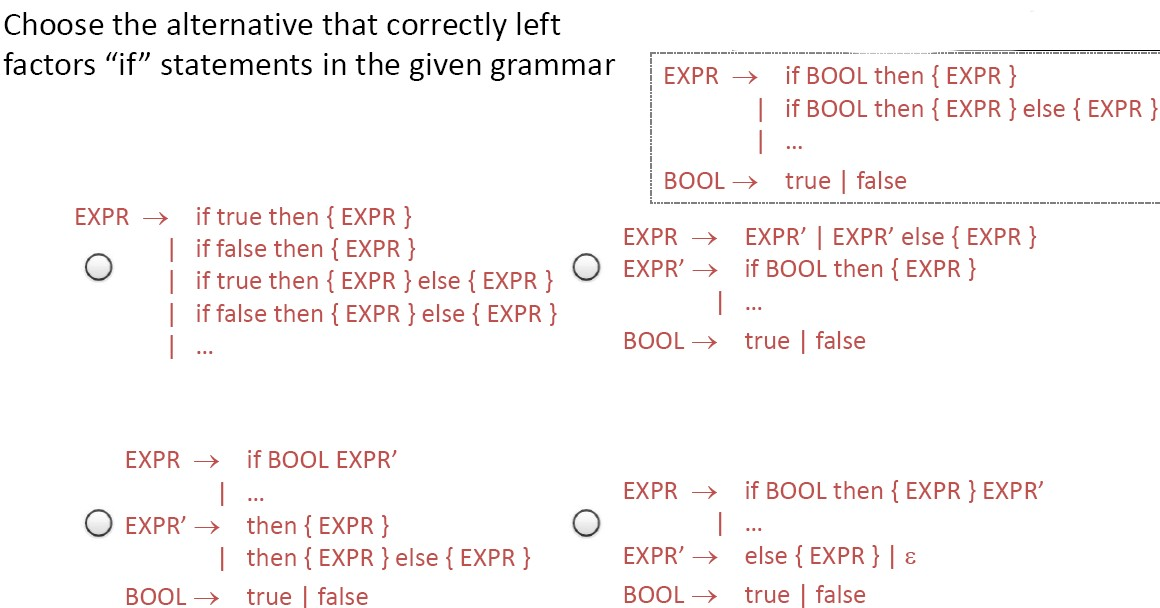 Choose the alternative that correctly left
factors “if” statements in the given grammar
EXPR → if BOOL then { EXPR }
| if BOOL then { EXPR } else { EXPR }
| ...
BOOL → true | false
EXPR → if true then { EXPR }
| if false then { EXPR }
| if true then { EXPR } else { EXPR }
| if false then { EXPR } else { EXPR }
| ...
EXPR → EXPR’ | EXPR’ else { EXPR }
EXPR’ → if BOOL then { EXPR }
| ...
BOOL → true | false
EXPR → if BOOL EXPR’
| ...
EXPR’ → then { EXPR }
| then { EXPR } else { EXPR }
BOOL → true | false
EXPR → if BOOL then { EXPR } EXPR’
| ...
EXPR’ → else { EXPR } | ε
BOOL → true | false